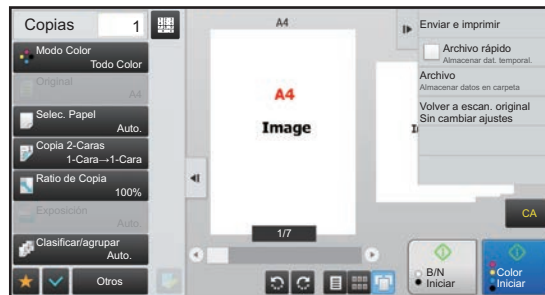 Copias 1
Modo Color
Todo Color
Original
A4
Selec. Papel
Auto.
Copia 2-Caras
1-Cara→1-Cara
Ratio de Copia
100%
Exposición
Auto.
Clasificar/agrupar
Auto.
Otros
A4
A4
Image
1/7
Enviar e imprimir
Archivo rápido
Almacenar dat. temporal.
Archivo
Almacenar datos en carpeta
Volver a escan. original
Sin cambiar ajustes
CA
B/N
Iniciar
Color
Iniciar